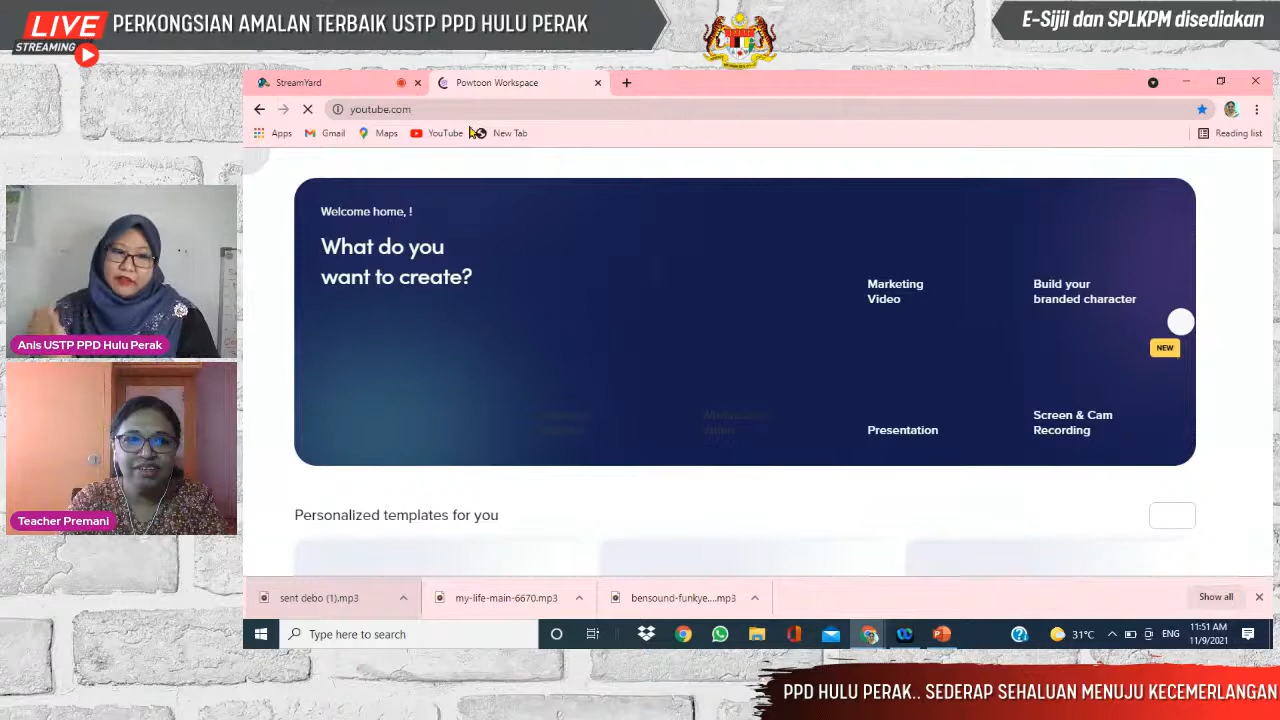 LIVE
STREAMING
PERKONGSIAN AMALAN TERBAIK USTP PPD HULU PERAK
E-Sijil dan SPLKPM disediakan
StreamYard
Powtoon Workspace
youtube.com
Apps
Gmail
Maps
YouTube
New Tab
Reading list
Welcome home, !
What do you
want to create?
Marketing
Video
Build your
branded character
NEW
Presentation
Screen & Cam
Recording
Personalized templates for you
Anis USTP PPD Hulu Perak
Teacher Premani
sent debo (1).mp3
my-life-main-6670.mp3
bensound-funkye....mp3
Show all
Type here to search
31°C
ENG
11:51 AM
11/9/2021
PPD HULU PERAK.. SEDERAP SEHALUAN MENUJU KECEMERLANGAN